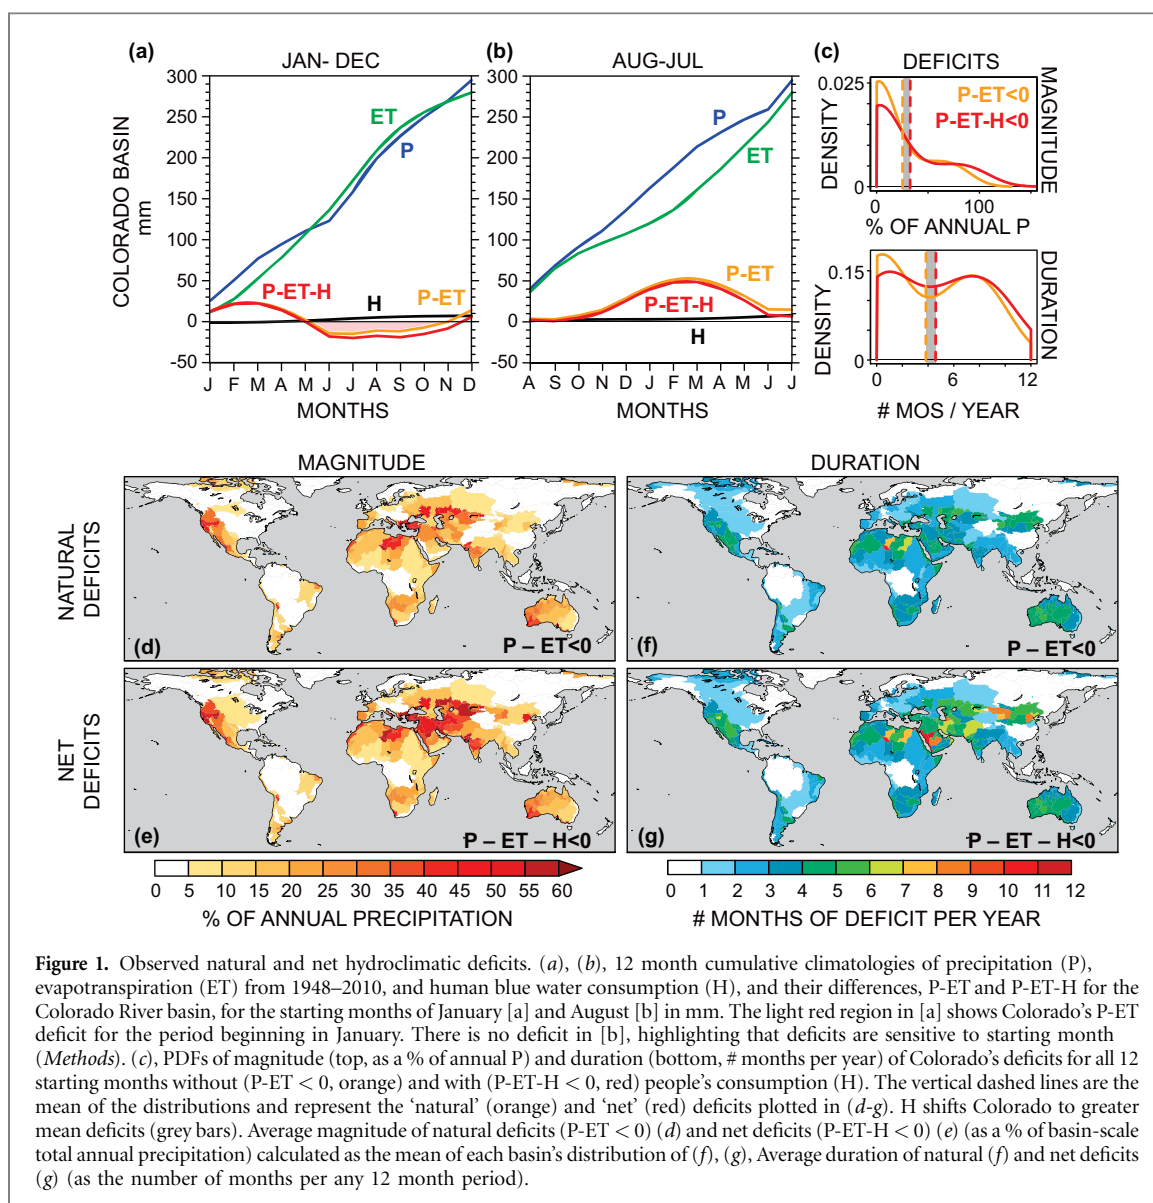 (a)
JAN- DEC
COLORADO BASIN
mm
300
250
200
150
100
50
0
-50
ET
P
P-ET-H
H
P-ET
J F M A M J J A S O N D
MONTHS
(b)
AUG-JUL
300
250
200
150
100
50
0
-50
P
ET
P-ET
P-ET-H
H
A S O N D J F M A M J J
MONTHS
(c)
DEFICITS
MAGNITUDE
DENSITY
0.025
0
P-ET<0
P-ET-H<0
0 100
% OF ANNUAL P
DURATION
DENSITY
0.15
0
0 6 12
# MOS / YEAR
MAGNITUDE
DURATION
NATURAL
DEFICITS
(d)
P – ET<0
(f)
P – ET<0
NET
DEFICITS
(e)
P – ET – H<0
(g)
P – ET – H<0
0 5 10 15 20 25 30 35 40 45 50 55 60
% OF ANNUAL PRECIPITATION
0 1 2 3 4 5 6 7 8 9 10 11 12
# MONTHS OF DEFICIT PER YEAR
Figure 1. Observed natural and net hydroclimatic deficits. (a), (b), 12 month cumulative climatologies of precipitation (P),
evapotranspiration (ET) from 1948–2010, and human blue water consumption (H), and their differences, P-ET and P-ET-H for the
Colorado River basin, for the starting months of January [a] and August [b] in mm. The light red region in [a] shows Colorado's P-ET
deficit for the period beginning in January. There is no deficit in [b], highlighting that deficits are sensitive to starting month
(Methods). (c), PDFs of magnitude (top, as a % of annual P) and duration (bottom, # months per year) of Colorado's deficits for all 12
starting months without (P-ET < 0, orange) and with (P-ET-H < 0, red) people's consumption (H). The vertical dashed lines are the
mean of the distributions and represent the 'natural' (orange) and 'net' (red) deficits plotted in (d-g). H shifts Colorado to greater
mean deficits (grey bars). Average magnitude of natural deficits (P-ET < 0) (d) and net deficits (P-ET-H < 0) (e) (as a % of basin-scale
total annual precipitation) calculated as the mean of each basin's distribution of (f), (g), Average duration of natural (f) and net deficits
(g) (as the number of months per any 12 month period).